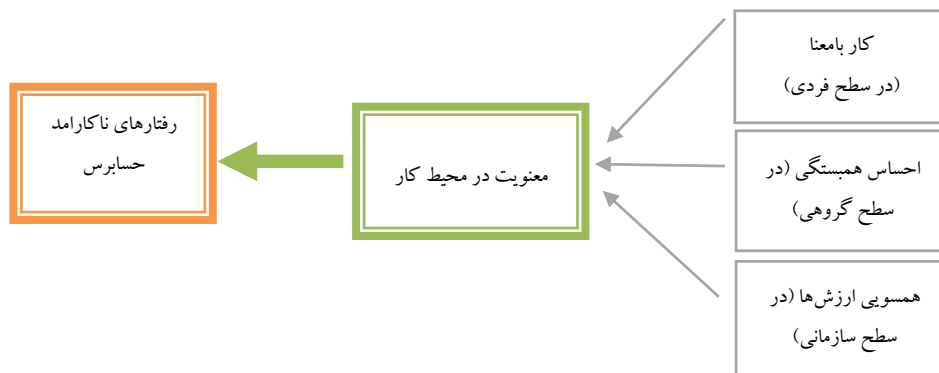 کار بامعنا
(در سطح فردی)
احساس همبستگی (در
سطح گروهی)
همسویی ارزش‌ها (در
سطح سازمانی)
معنویت در محیط کار
رفتارهای ناکارامد
حسابرس